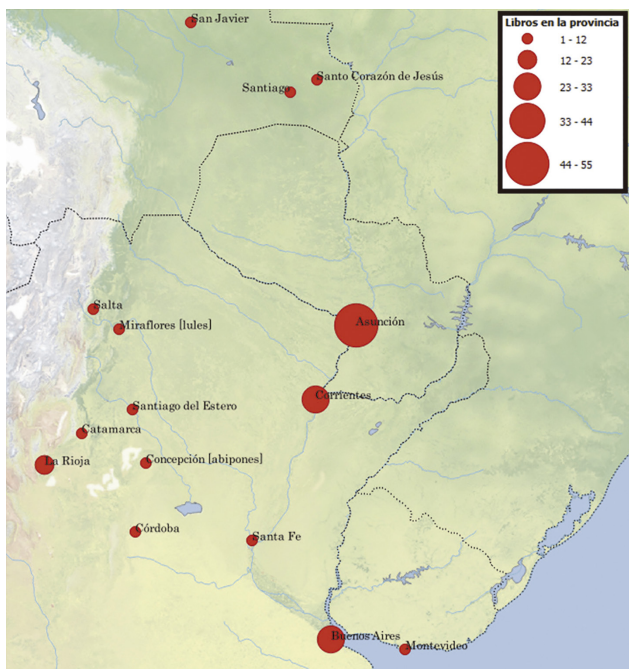 San Javier
Libros en la provincia
1 - 12
12 - 23
23 - 33
33 - 44
44 - 55
Santo Corazón de Jesús
Santiago
Salta
Miraflores [lules]
Asunción
Corrientes
Santiago del Estero
Catamarca
La Rioja
Concepción [abipones]
Córdoba
Santa Fe
Buenos Aires
Montevideo